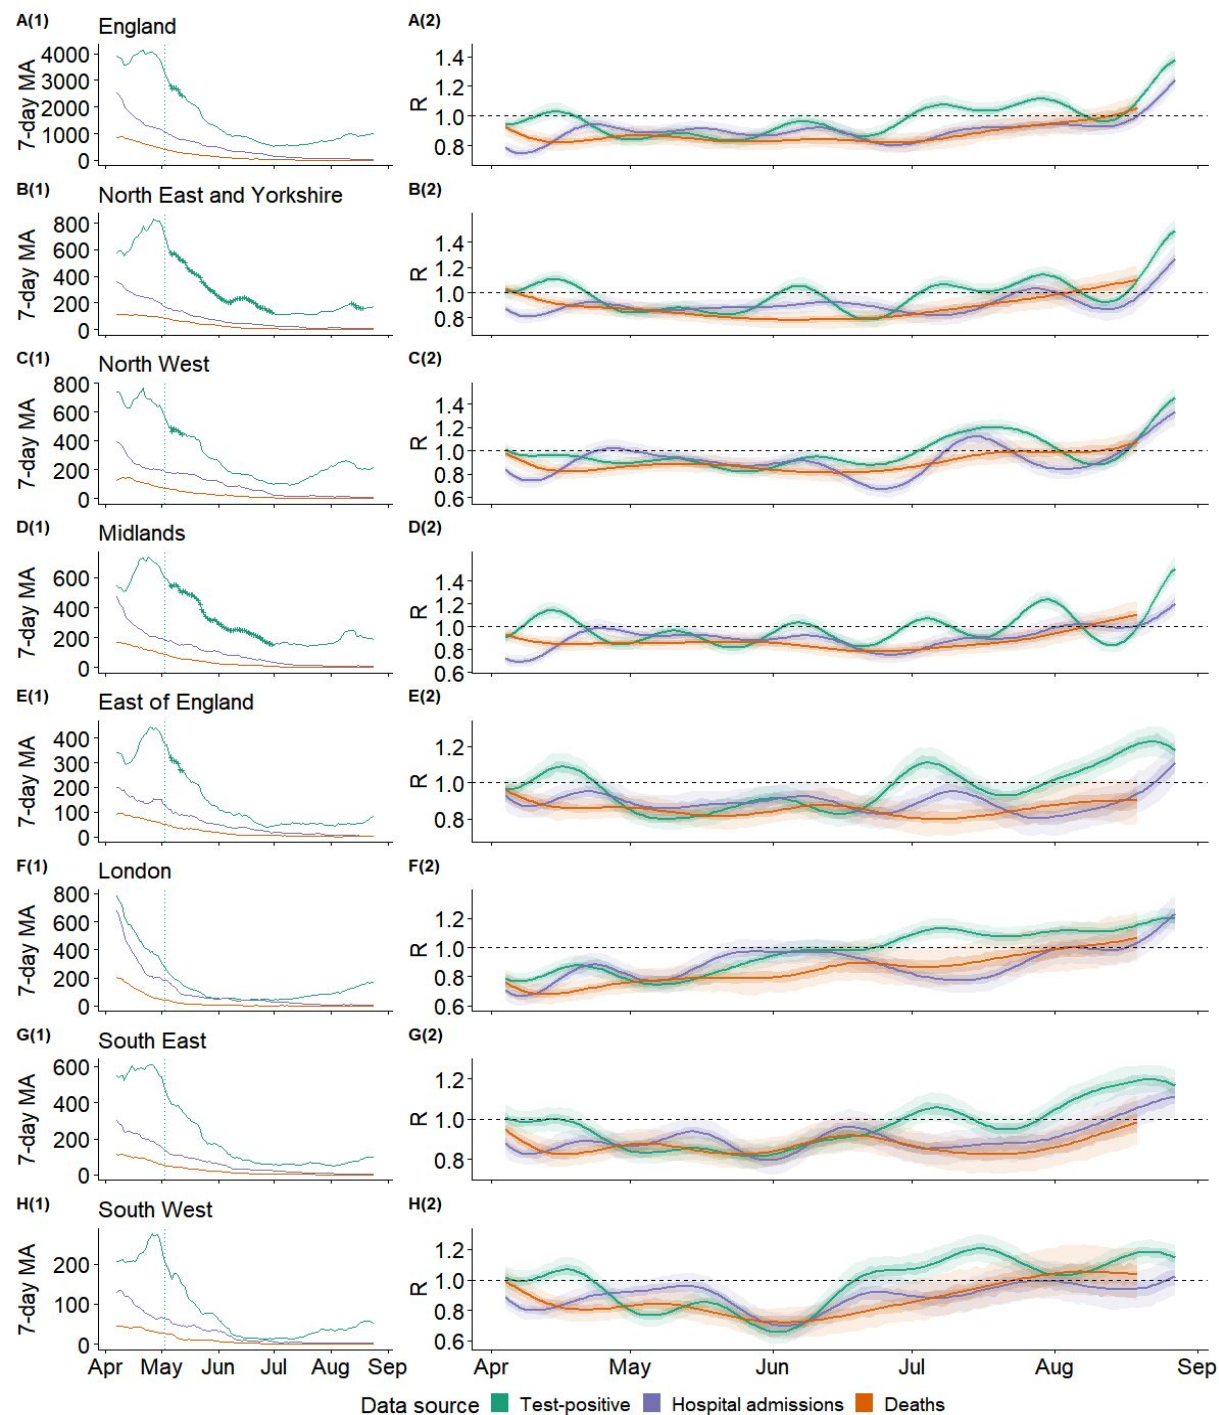 A(1) England A(2)
7-day MA
4000
3000
2000
1000
0
R
1.4
1.2
1.0
0.8
B(1) North East and Yorkshire B(2)
7-day MA
800
600
400
200
0
R
1.4
1.2
1.0
0.8
C(1) North West C(2)
7-day MA
800
600
400
200
0
R
1.4
1.2
1.0
0.8
0.6
D(1) Midlands D(2)
7-day MA
600
400
200
0
R
1.4
1.2
1.0
0.8
0.6
E(1) East of England E(2)
7-day MA
400
300
200
100
0
R
1.2
1.0
0.8
F(1) London F(2)
7-day MA
800
600
400
200
0
R
1.2
1.0
0.8
0.6
G(1) South East G(2)
7-day MA
600
400
200
0
R
1.2
1.0
0.8
H(1) South West H(2)
7-day MA
200
100
0
R
1.2
1.0
0.8
0.6
Apr May Jun Jul Aug Sep
Apr May Jun Jul Aug Sep
Data source Test-positive Hospital admissions Deaths